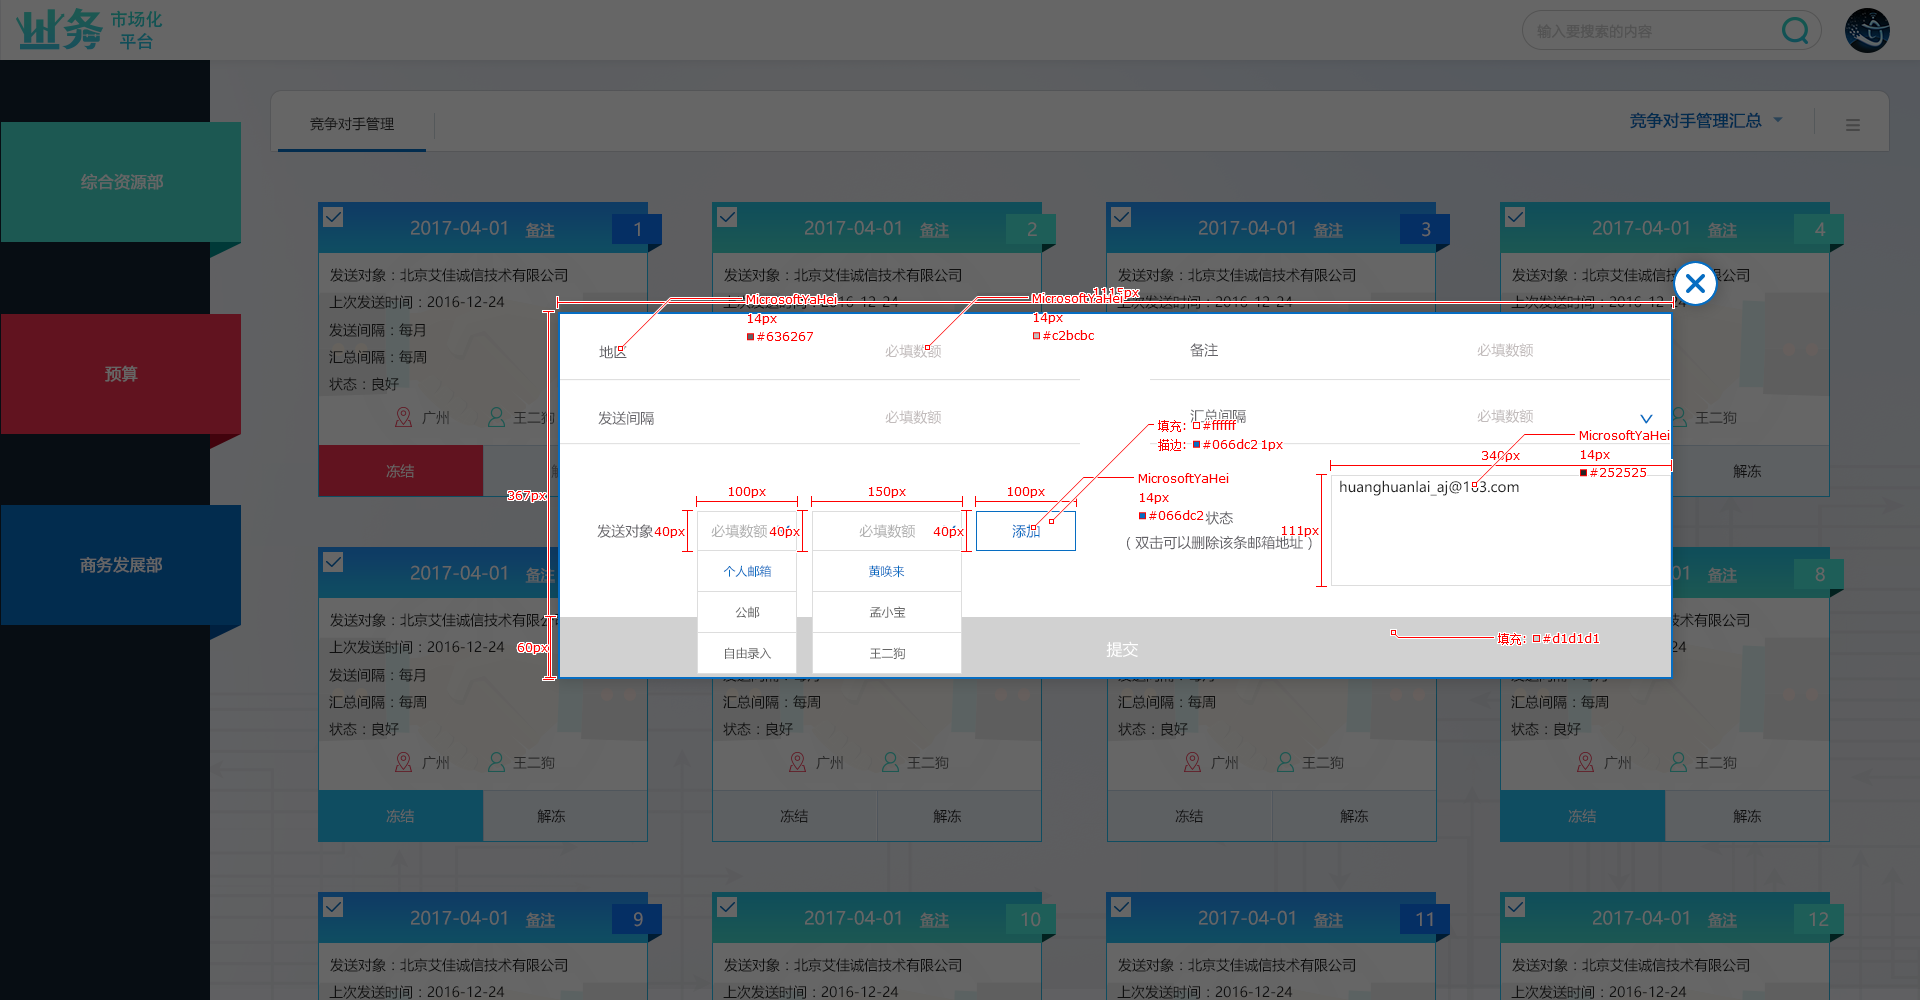 业务 市场化
平台
输入要搜索的内容
竞争对手管理
竞争对手管理汇总
综合资源部
预算
商务发展部
2017-04-01 备注 1
发送对象：北京艾佳诚信技术有限公司
上次发送时间：2016-12-24
发送间隔：每月
汇总间隔：每周
状态：良好
广州 王二狗
冻结
2017-04-01 备注 2
发送对象：北京艾佳诚信技术有限公司
2017-04-01 备注 3
发送对象：北京艾佳诚信技术有限公司
2017-04-01 备注 4
发送对象：北京艾佳诚信技术有限公司
王二狗
解冻
1115px
MicrosoftYaHei
14px
#636267
MicrosoftYaHei
14px
#c2bcbc
地区 必填数额
备注 必填数额
发送间隔 必填数额
汇总间隔 必填数额
填充: #ffffff
描边: #066dc2 1px
MicrosoftYaHei
14px
#252525
340px
huanghuanlai_aj@163.com
MicrosoftYaHei
14px
#066dc2
367px
100px 150px 100px
发送对象 40px 必填数额 40px 必填数额 40px 添加
状态
（双击可以删除该条邮箱地址）
111px
个人邮箱 黄唤来
公邮 孟小宝
自由录入 王二狗
60px
提交
填充: #d1d1d1
2017-04-01 备注
发送对象：北京艾佳诚信技术有限公司
上次发送时间：2016-12-24
发送间隔：每月
汇总间隔：每周
状态：良好
广州 王二狗
冻结 解冻
汇总间隔：每周
状态：良好
广州 王二狗
冻结 解冻
汇总间隔：每周
状态：良好
广州 王二狗
冻结 解冻
01 备注 8
技术有限公司
24
汇总间隔：每周
状态：良好
广州 王二狗
冻结 解冻
2017-04-01 备注 9
发送对象：北京艾佳诚信技术有限公司
上次发送时间：2016-12-24
2017-04-01 备注 10
发送对象：北京艾佳诚信技术有限公司
上次发送时间：2016-12-24
2017-04-01 备注 11
发送对象：北京艾佳诚信技术有限公司
上次发送时间：2016-12-24
2017-04-01 备注 12
发送对象：北京艾佳诚信技术有限公司
上次发送时间：2016-12-24